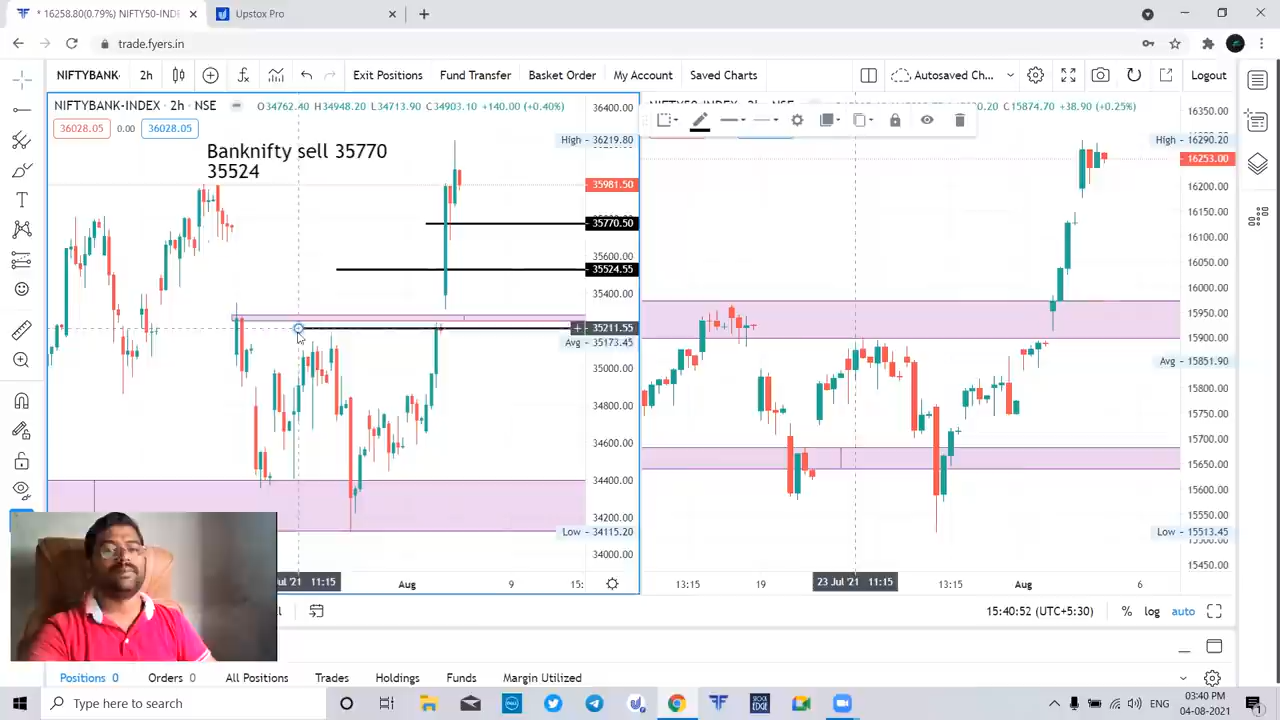 * 16258.80(0.79%) NIFTY50-INDE
Upstox Pro
trade.fyers.in
NIFTYBANK-
2h
Exit Positions
Fund Transfer
Basket Order
My Account
Saved Charts
Autosaved Ch...
Logout
NIFTYBANK-INDEX · 2h · NSE
O34762.40 H34948.20 L34713.90 C34903.10 +140.00 (+0.40%)
36028.05
0.00
36028.05
Banknifty sell 35770
35524
36400.00
High
36219.80
35981.50
35770.50
35600.00
35524.55
35400.00
35211.55
Avg
35173.45
35000.00
34800.00
34600.00
34400.00
34200.00
Low
34115.20
34000.00
Jul '21 11:15
Aug
9
15:
C15874.70 +38.90 (+0.25%)
16350.00
High
16290.20
16253.00
16200.00
16150.00
16100.00
16050.00
16000.00
15950.00
15900.00
Avg
15851.90
15800.00
15750.00
15700.00
15650.00
15600.00
15550.00
Low
15513.45
15450.00
13:15
19
23 Jul '21 11:15
13:15
Aug
6
15:40:52 (UTC+5:30)
%
log
auto
Positions 0
Orders 0
All Positions
Trades
Holdings
Funds
Margin Utilized
Type here to search
DELL
STOCK
EDGE
ENG
03:40 PM
04-08-2021